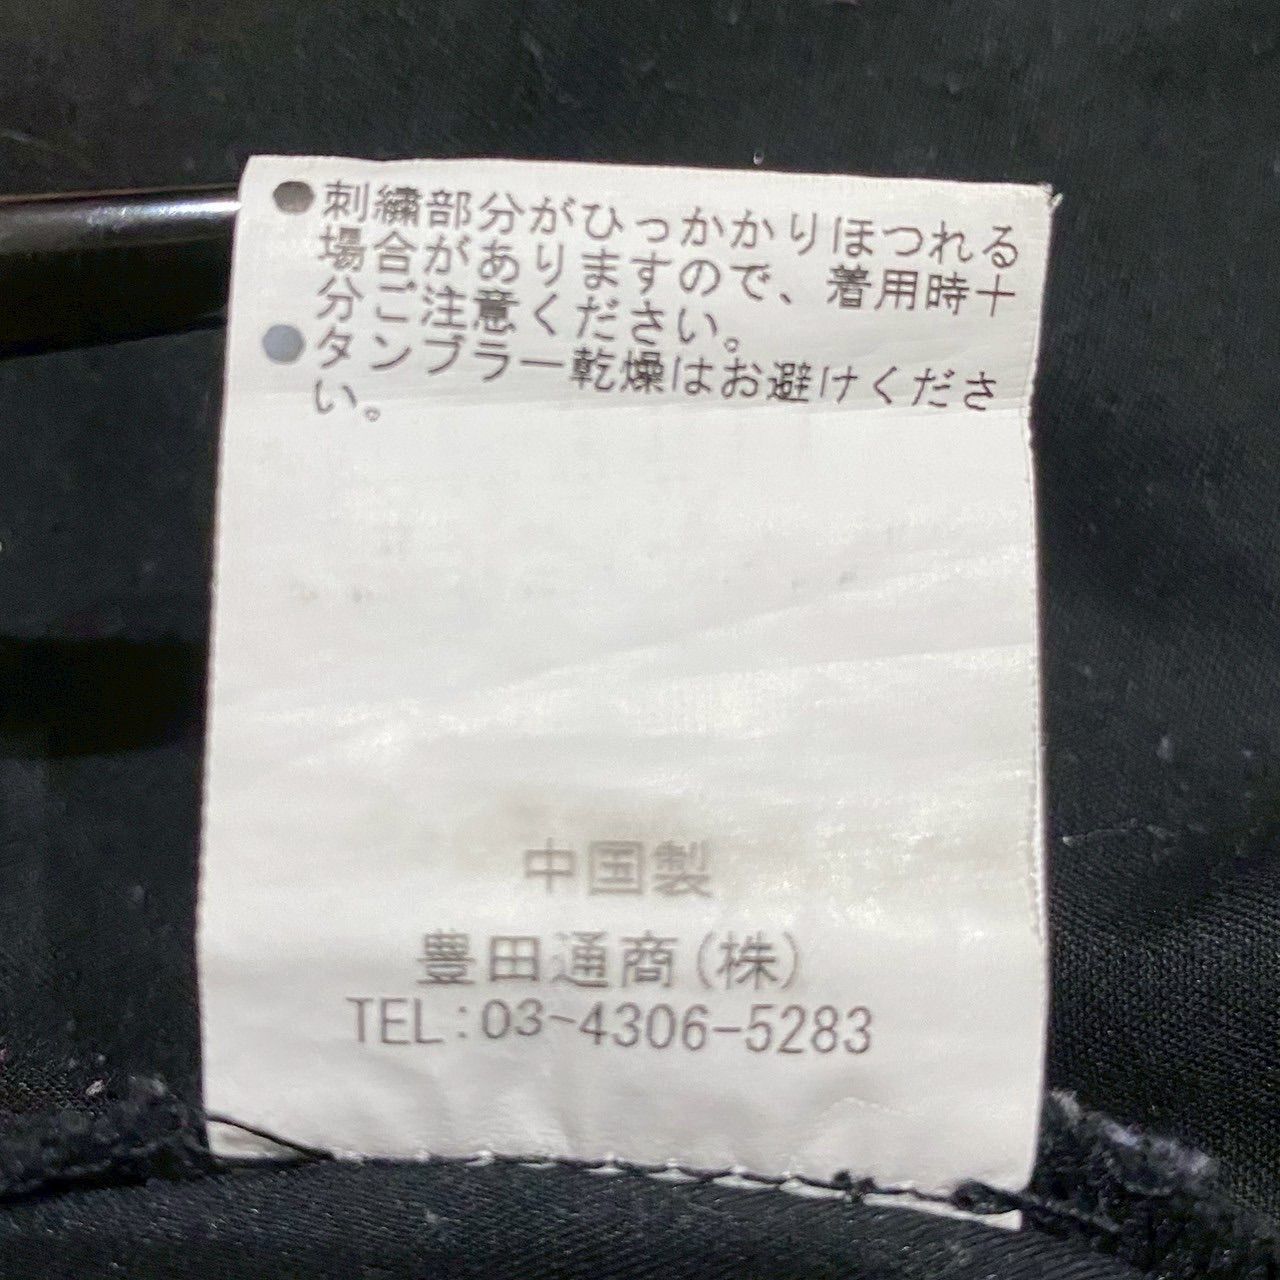 ●刺繍部分がひっかかりほつれる
場合がありますので、着用時十
分ご注意ください。
●タンブラー乾燥はお避けくださ
い。
中国製
豊田通商(株)
TEL:03-4306-5283